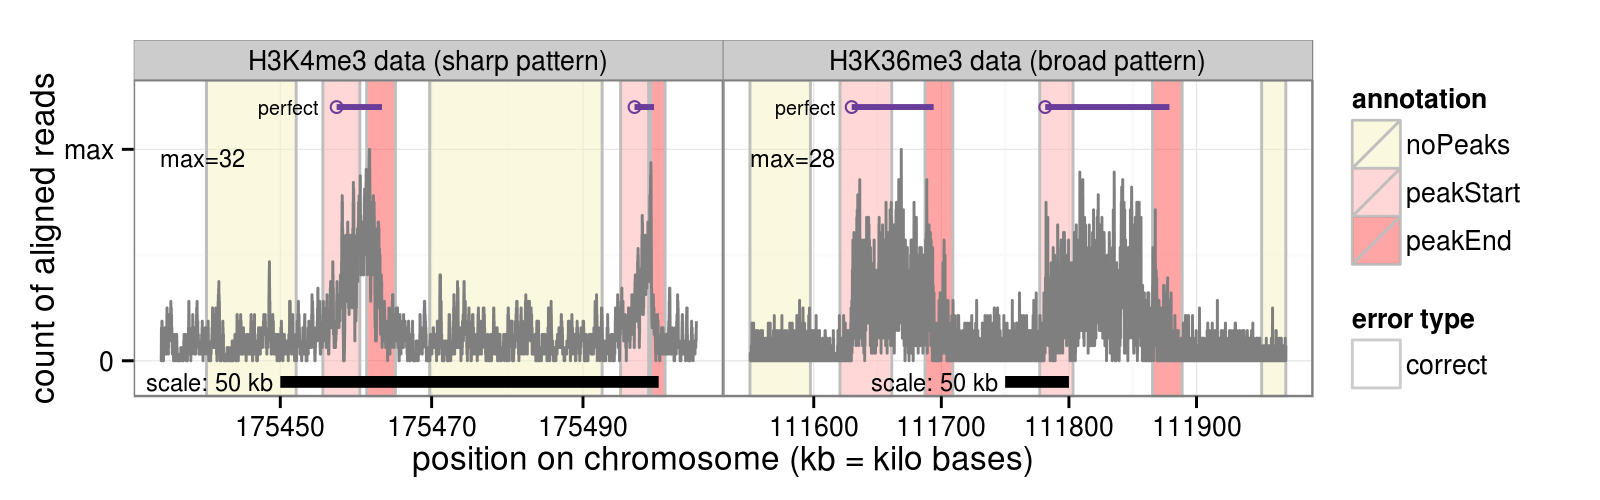 H3K4me3 data (sharp pattern)
H3K36me3 data (broad pattern)
count of aligned reads
max
0
perfect
max=32
scale: 50 kb
perfect
max=28
scale: 50 kb
175450
175470
175490
111600
111700
111800
111900
position on chromosome (kb = kilo bases)
annotation
noPeaks
peakStart
peakEnd
error type
correct